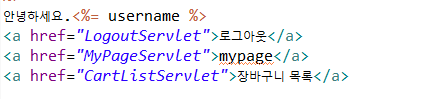 안녕하세요.<%= username %>
<a href="LogoutServlet">로그아웃</a>
<a href="MyPageServlet">mypage</a>
<a href="CartListServlet">장바구니 목록</a>